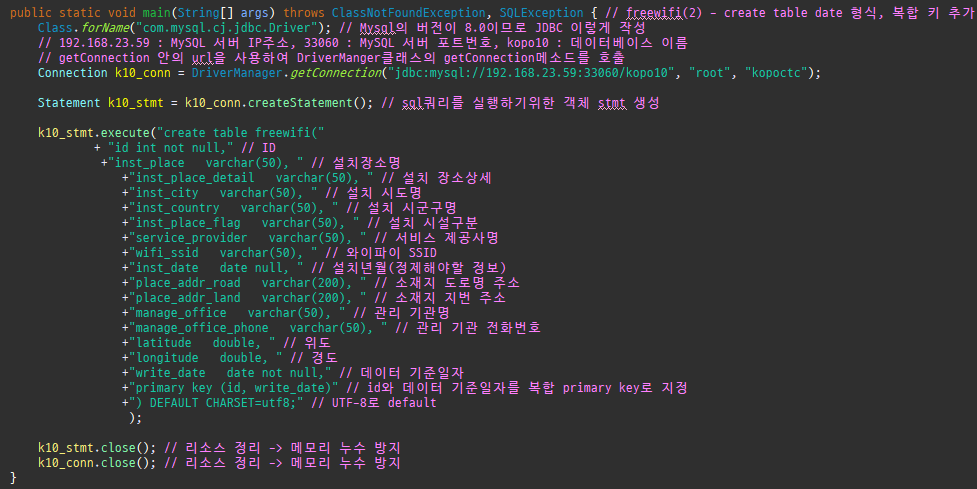 public static void main(String[] args) throws ClassNotFoundException, SQLException { // freewifi(2) - create table date 형식, 복합 키 추가
Class.forName("com.mysql.cj.jdbc.Driver"); // Mysql의 버전이 8.0이므로 JDBC 이렇게 작성
// 192.168.23.59 : MySQL 서버 IP주소, 33060 : MySQL 서버 포트번호, kopo10 : 데이터베이스 이름
// getConnection 안의 url을 사용하여 DriverManger클래스의 getConnection메소드를 호출
Connection k10_conn = DriverManager.getConnection("jdbc:mysql://192.168.23.59:33060/kopo10", "root", "kopoctc");
Statement k10_stmt = k10_conn.createStatement(); // sql쿼리를 실행하기위한 객체 stmt 생성
k10_stmt.execute("create table freewifi("
+ "id int not null," // ID
+"inst_place   varchar(50), " // 설치장소명
+"inst_place_detail   varchar(50), " // 설치 장소상세
+"inst_city   varchar(50), " // 설치 시도명
+"inst_country   varchar(50), " // 설치 시군구명
+"inst_place_flag   varchar(50), " // 설치 시설구분
+"service_provider   varchar(50), " // 서비스 제공사명
+"wifi_ssid   varchar(50), " // 와이파이 SSID
+"inst_date   date null, " // 설치년월(정제해야할 정보)
+"place_addr_road   varchar(200), " // 소재지 도로명 주소
+"place_addr_land   varchar(200), " // 소재지 지번 주소
+"manage_office   varchar(50), " // 관리 기관명
+"manage_office_phone   varchar(50), " // 관리 기관 전화번호
+"latitude   double, " // 위도
+"longitude   double, " // 경도
+"write_date   date not null," // 데이터 기준일자
+"primary key (id, write_date)" // id와 데이터 기준일자를 복합 primary key로 지정
+") DEFAULT CHARSET=utf8;" // UTF-8로 default
);
k10_stmt.close(); // 리소스 정리 -> 메모리 누수 방지
k10_conn.close(); // 리소스 정리 -> 메모리 누수 방지
}